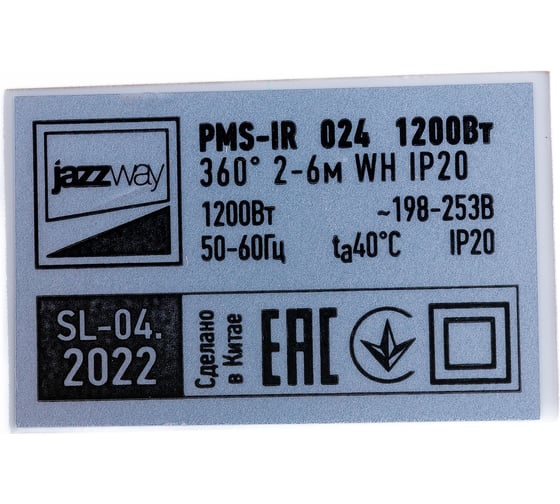 jazzway
PMS-IR 024 1200Вт
360° 2-6м WH IP20
1200Вт ~198-253В
50-60Гц ta40°C IP20
SL-04.
2022
Сделано
в Китае
EAC